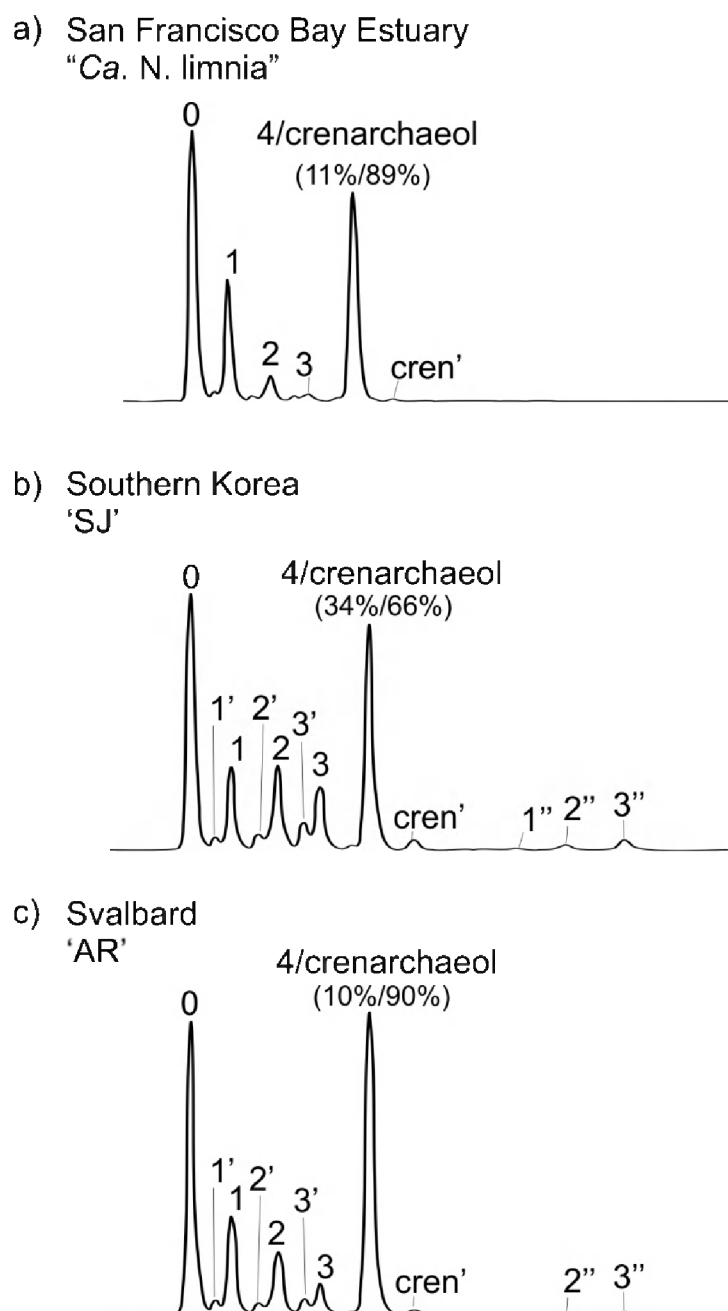 a) San Francisco Bay Estuary
“Ca. N. limnia”
0
4/crenarchaeol
(11%/89%)
1
2
3
cren’
b) Southern Korea
‘SJ’
0
4/crenarchaeol
(34%/66%)
1’
2’
3’
1
2
3
cren’
1”
2”
3”
c) Svalbard
‘AR’
0
4/crenarchaeol
(10%/90%)
1’
2’
3’
1
2
3
cren’
2”
3”